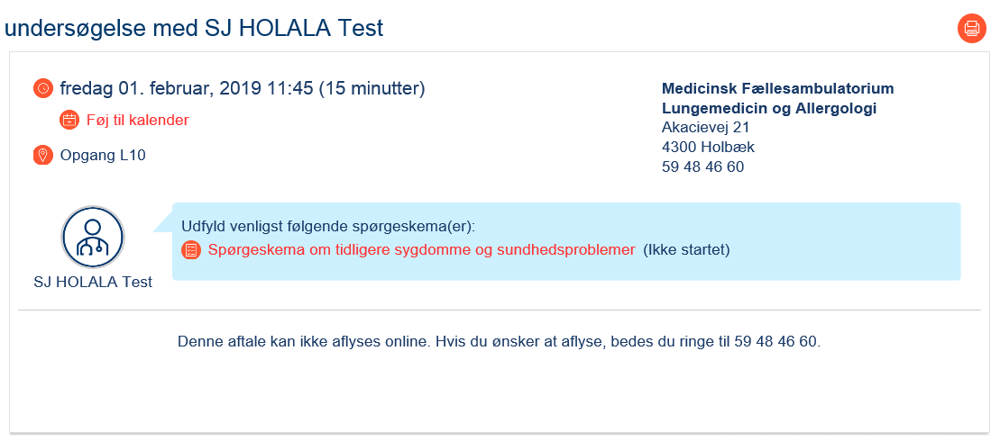 undersøgelse med SJ HOLALA Test
fredag 01. februar, 2019 11:45 (15 minutter)
Føj til kalender
Opgang L10
Medicinsk Fællesambulatorium
Lungemedicin og Allergologi
Akacievej 21
4300 Holbæk
59 48 46 60
Udfyld venligst følgende spørgeskema(er):
Spørgeskema om tidligere sygdomme og sundhedsproblemer (Ikke startet)
SJ HOLALA Test
Denne aftale kan ikke aflyses online. Hvis du ønsker at aflyse, bedes du ringe til 59 48 46 60.